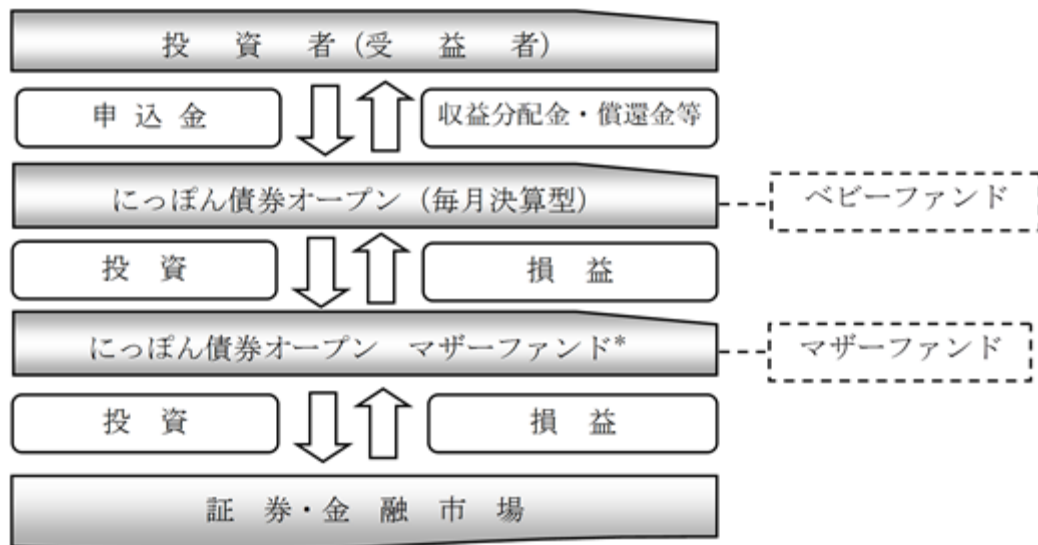 投資者(受益者)
申込金
収益分配金・償還金等
にっぽん債券オープン(毎月決算型)
ベビーファンド
投資
損益
にっぽん債券オープン　マザーファンド*
マザーファンド
投資
損益
証券・金融市場